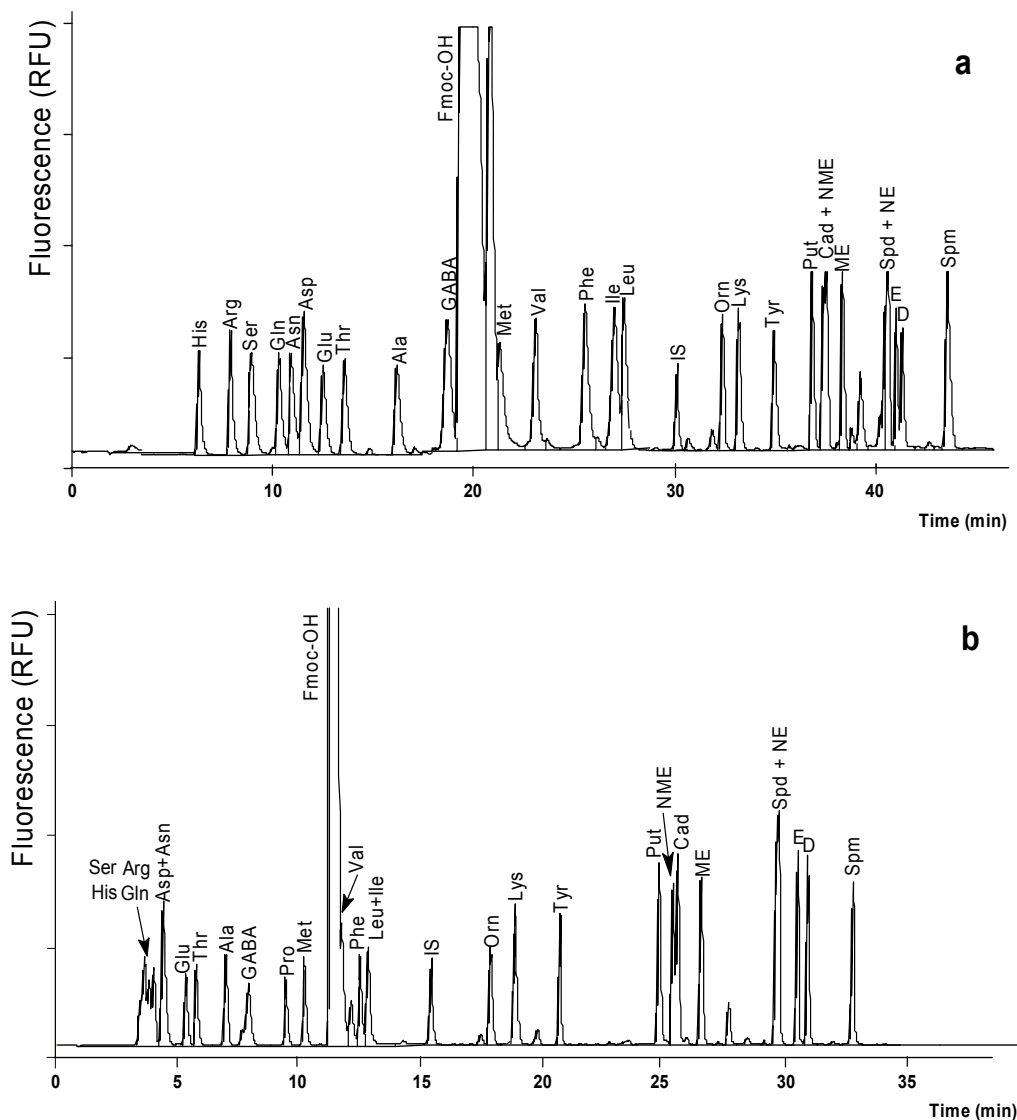 a
Fluorescence (RFU)
His
Arg
Ser
Gln
Asn
Asp
Glu
Thr
Ala
GABA
Fmoc-OH
Met
Val
Phe
Ile
Leu
IS
Orn
Lys
Tyr
Put
Cad + NME
ME
Spd + NE
E
D
Spm
0 10 20 30 40
Time (min)
b
Fluorescence (RFU)
Ser Arg
His Gln
Asp+Asn
Glu
Thr
Ala
GABA
Pro
Met
Fmoc-OH
Val
Phe
Leu+Ile
IS
Orn
Lys
Tyr
Put
NME
Cad
ME
Spd + NE
E
D
Spm
0 5 10 15 20 25 30 35
Time (min)